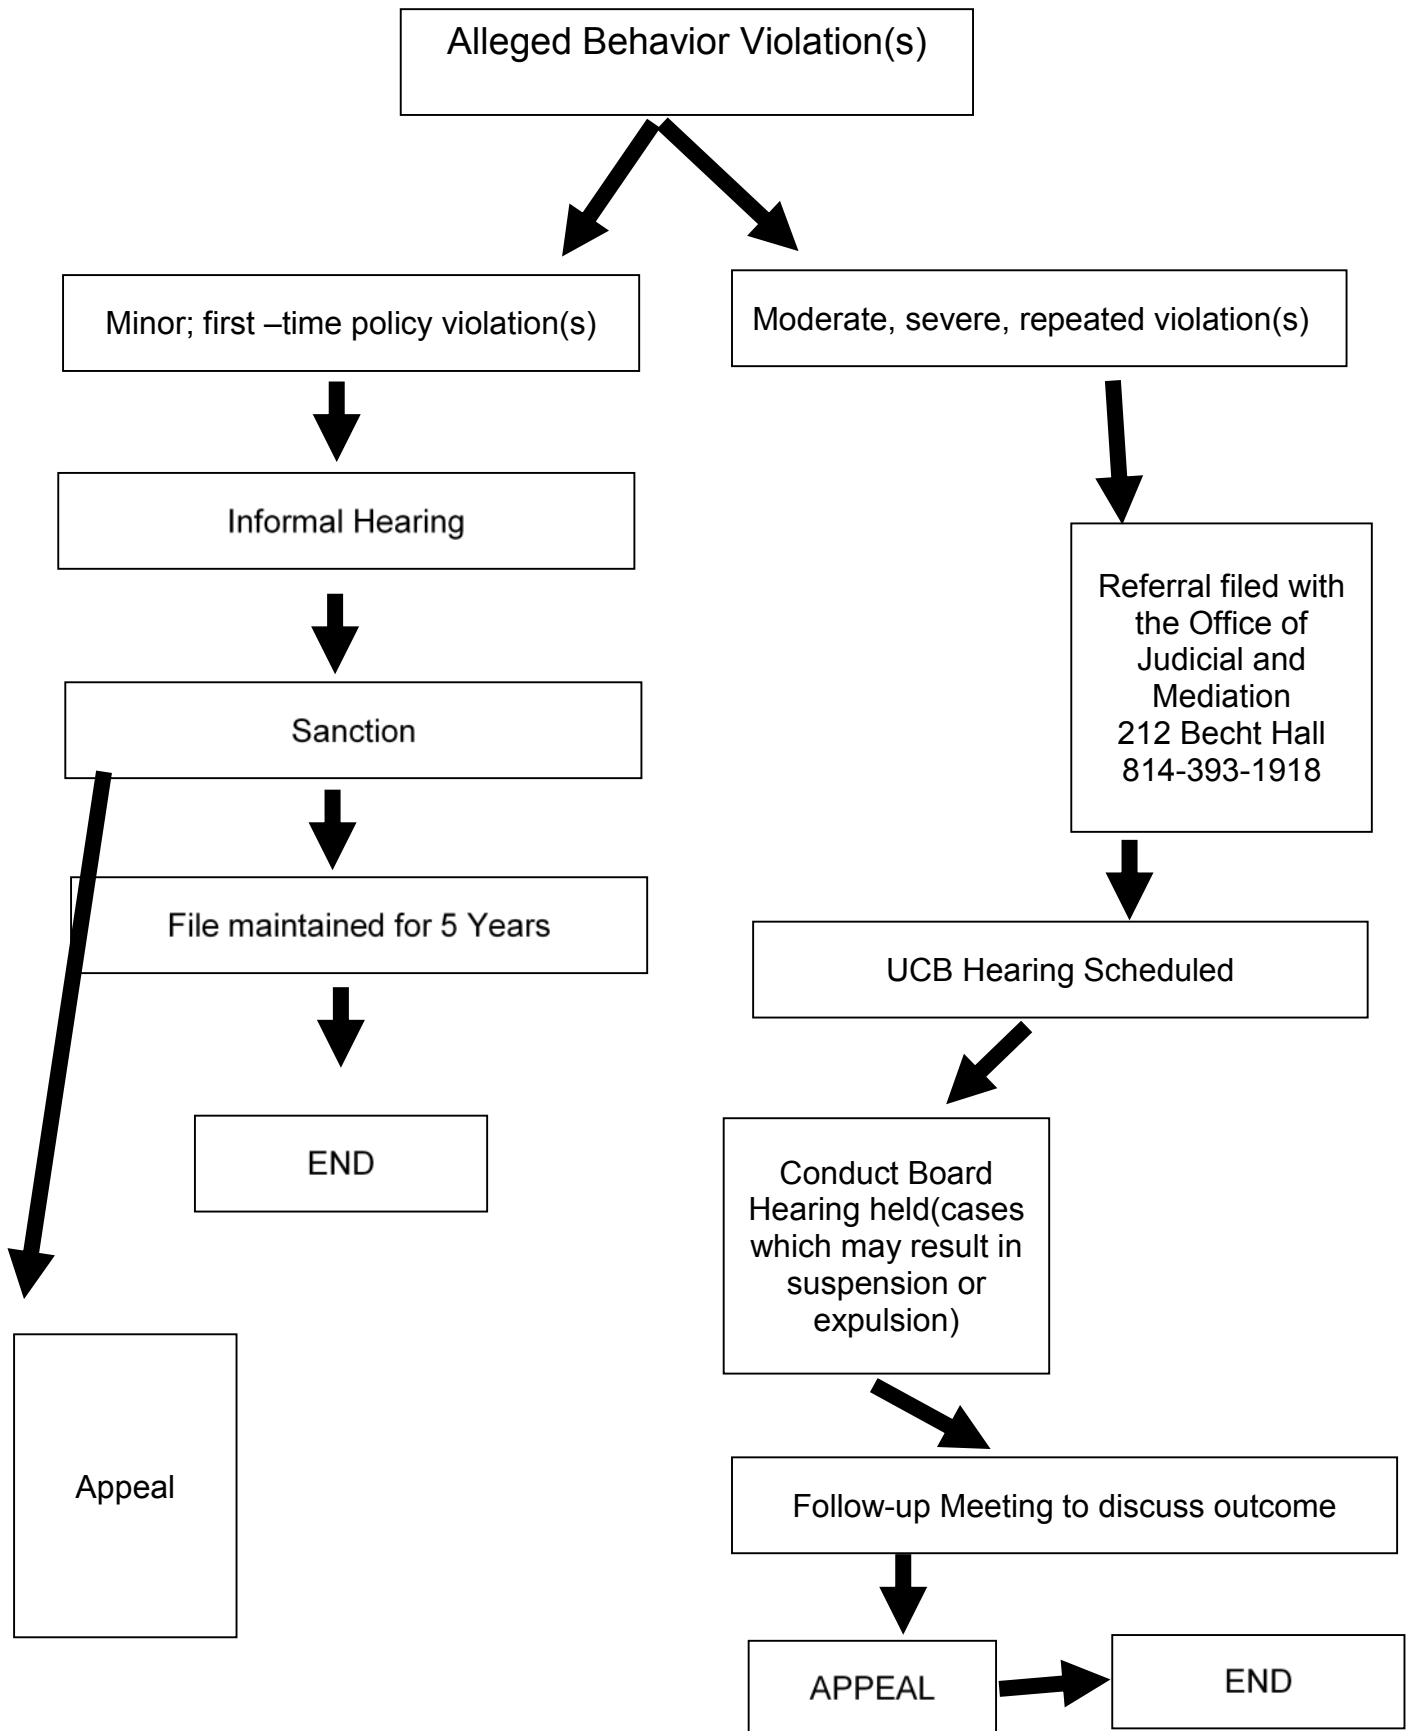 Alleged Behavior Violation(s)
Minor; first –time policy violation(s)
Moderate, severe, repeated violation(s)
Informal Hearing
Referral filed with
the Office of
Judicial and
Mediation
212 Becht Hall
814-393-1918
Sanction
File maintained for 5 Years
UCB Hearing Scheduled
END
Conduct Board
Hearing held(cases
which may result in
suspension or
expulsion)
Appeal
Follow-up Meeting to discuss outcome
APPEAL
END